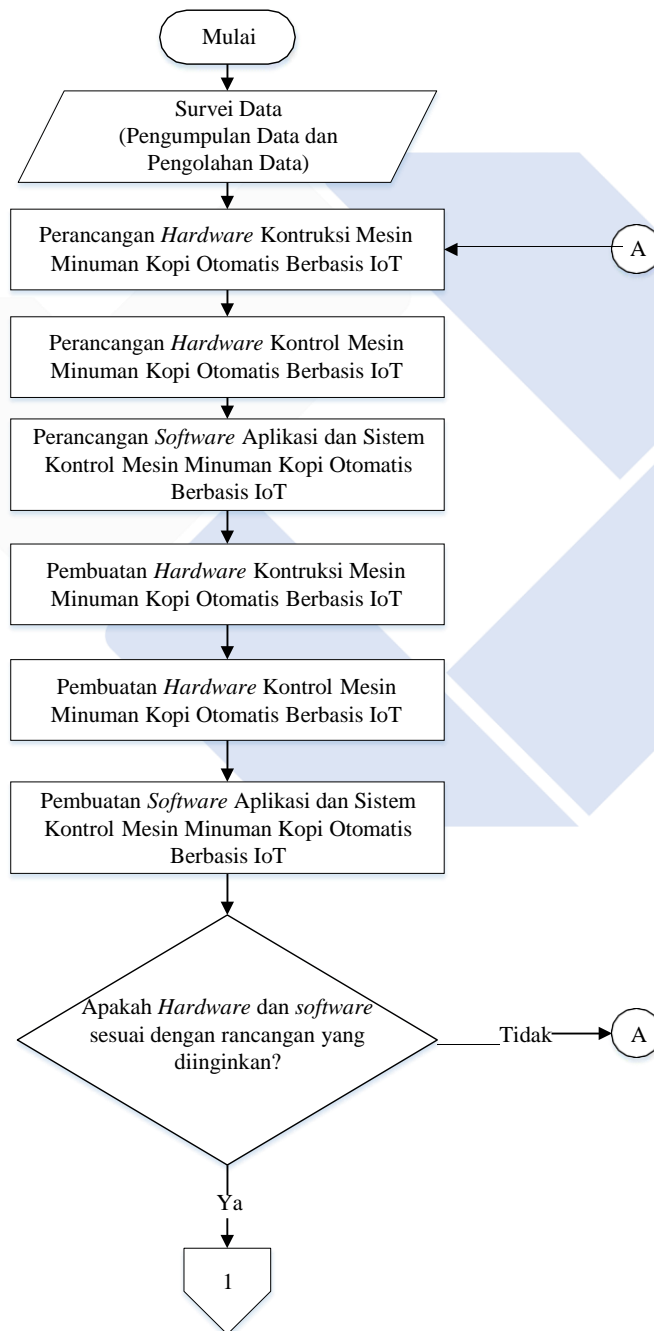 Mulai
Survei Data
(Pengumpulan Data dan
Pengolahan Data)
Perancangan Hardware Kontruksi Mesin
Minuman Kopi Otomatis Berbasis IoT
A
Perancangan Hardware Kontrol Mesin
Minuman Kopi Otomatis Berbasis IoT
Perancangan Software Aplikasi dan Sistem
Kontrol Mesin Minuman Kopi Otomatis
Berbasis IoT
Pembuatan Hardware Kontruksi Mesin
Minuman Kopi Otomatis Berbasis IoT
Pembuatan Hardware Kontrol Mesin
Minuman Kopi Otomatis Berbasis IoT
Pembuatan Software Aplikasi dan Sistem
Kontrol Mesin Minuman Kopi Otomatis
Berbasis IoT
Apakah Hardware dan software
sesuai dengan rancangan yang
diinginkan?
Tidak
A
Ya
1